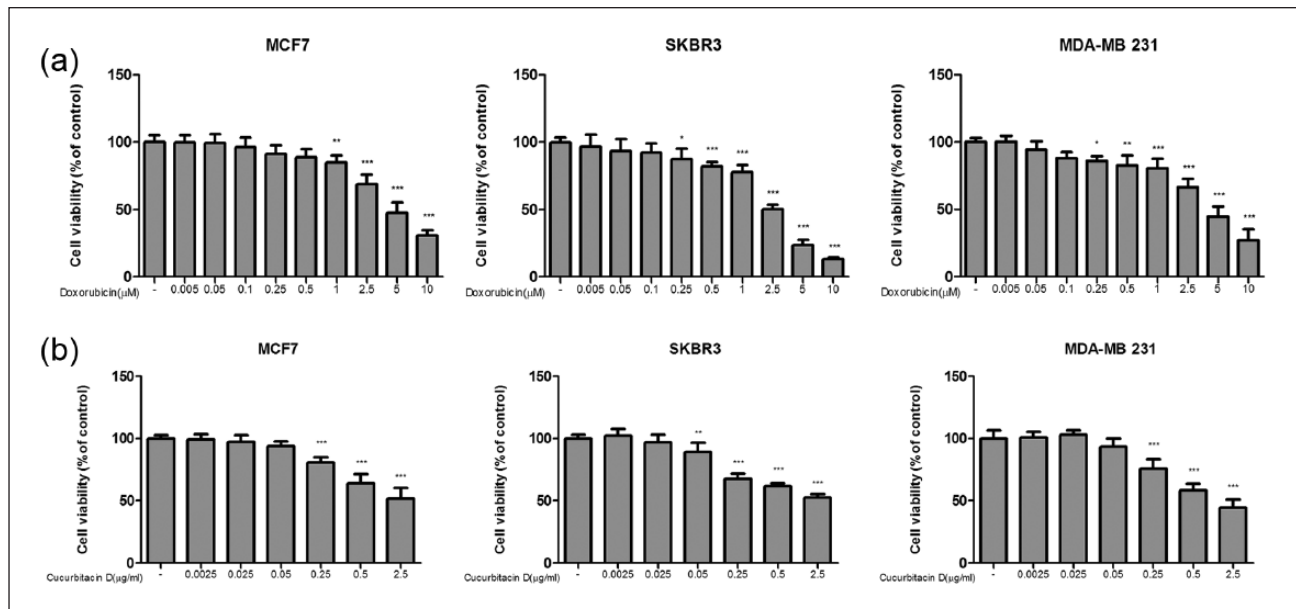 (a)
MCF7
Cell viability (% of control)
150
100
50
0
** *** *** ***
Doxorubicin(μM) - 0.005 0.05 0.1 0.25 0.5 1 2.5 5 10
SKBR3
Cell viability (% of control)
150
100
50
0
* *** *** *** *** ***
Doxorubicin(μM) - 0.005 0.05 0.1 0.25 0.5 1 2.5 5 10
MDA-MB 231
Cell viability (% of control)
150
100
50
0
* ** *** *** *** ***
Doxorubicin(μM) - 0.005 0.05 0.1 0.25 0.5 1 2.5 5 10
(b)
MCF7
Cell viability (% of control)
150
100
50
0
*** *** ***
Cucurbitacin D(μg/ml) - 0.0025 0.025 0.05 0.25 0.5 2.5
SKBR3
Cell viability (% of control)
150
100
50
0
** *** *** ***
Cucurbitacin D(μg/ml) - 0.0025 0.025 0.05 0.25 0.5 2.5
MDA-MB 231
Cell viability (% of control)
150
100
50
0
*** *** ***
Cucurbitacin D(μg/ml) - 0.0025 0.025 0.05 0.25 0.5 2.5